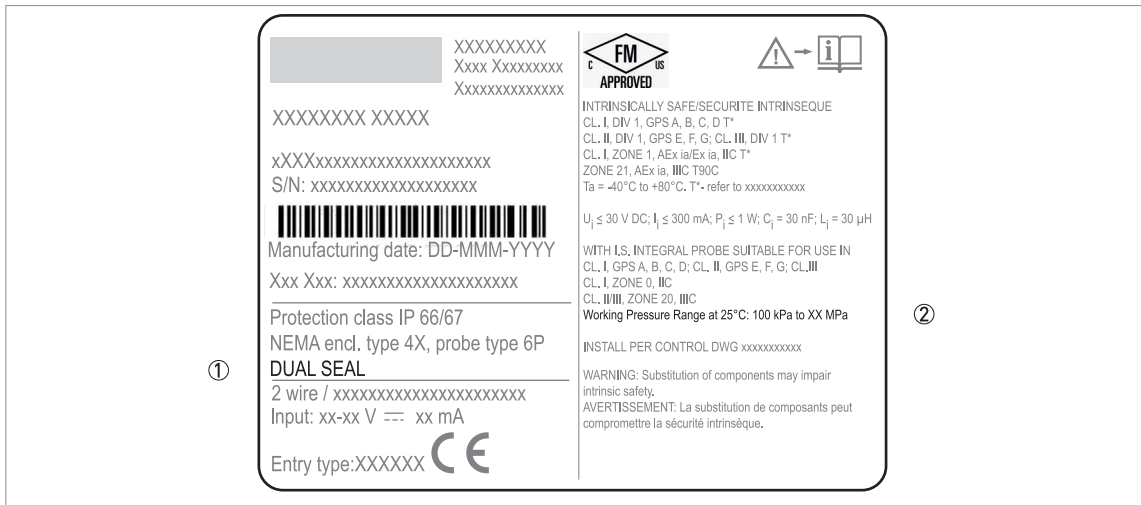 XXXXXXXXX
Xxxx Xxxxxxxxx
Xxxxxxxxxxxxxx
XXXXXXXX XXXXX
xXXXxxxxxxxxxxxxxxxxxxxx
S/N: xxxxxxxxxxxxxxxxxxx
Manufacturing date: DD-MMM-YYYY
Xxx Xxx: xxxxxxxxxxxxxxxxxxxx
Protection class IP 66/67
NEMA encl. type 4X, probe type 6P
① DUAL SEAL
2 wire / xxxxxxxxxxxxxxxxxxxxxx
Input: xx-xx V ⎓ xx mA
Entry type:XXXXXX CE
FM
C US
APPROVED
INTRINSICALLY SAFE/SECURITE INTRINSEQUE
CL. I, DIV 1, GPS A, B, C, D T*
CL. II, DIV 1, GPS E, F, G; CL. III, DIV 1 T*
CL. I, ZONE 1, AEx ia/Ex ia, IIC T*
ZONE 21, AEx ia, IIIC T90C
Ta = -40°C to +80°C. T*- refer to xxxxxxxxxxx
Ui ≤ 30 V DC; Ii ≤ 300 mA; Pi ≤ 1 W; Ci = 30 nF; Li = 30 µH
WITH I.S. INTEGRAL PROBE SUITABLE FOR USE IN
CL. I, GPS A, B, C, D; CL. II, GPS E, F, G; CL.III
CL. I, ZONE 0, IIC
CL. II/III, ZONE 20, IIIC
Working Pressure Range at 25°C: 100 kPa to XX MPa ②
INSTALL PER CONTROL DWG xxxxxxxxxxx
WARNING: Substitution of components may impair
intrinsic safety.
AVERTISSEMENT: La substitution de composants peut
compromettre la sécurité intrinsèque.